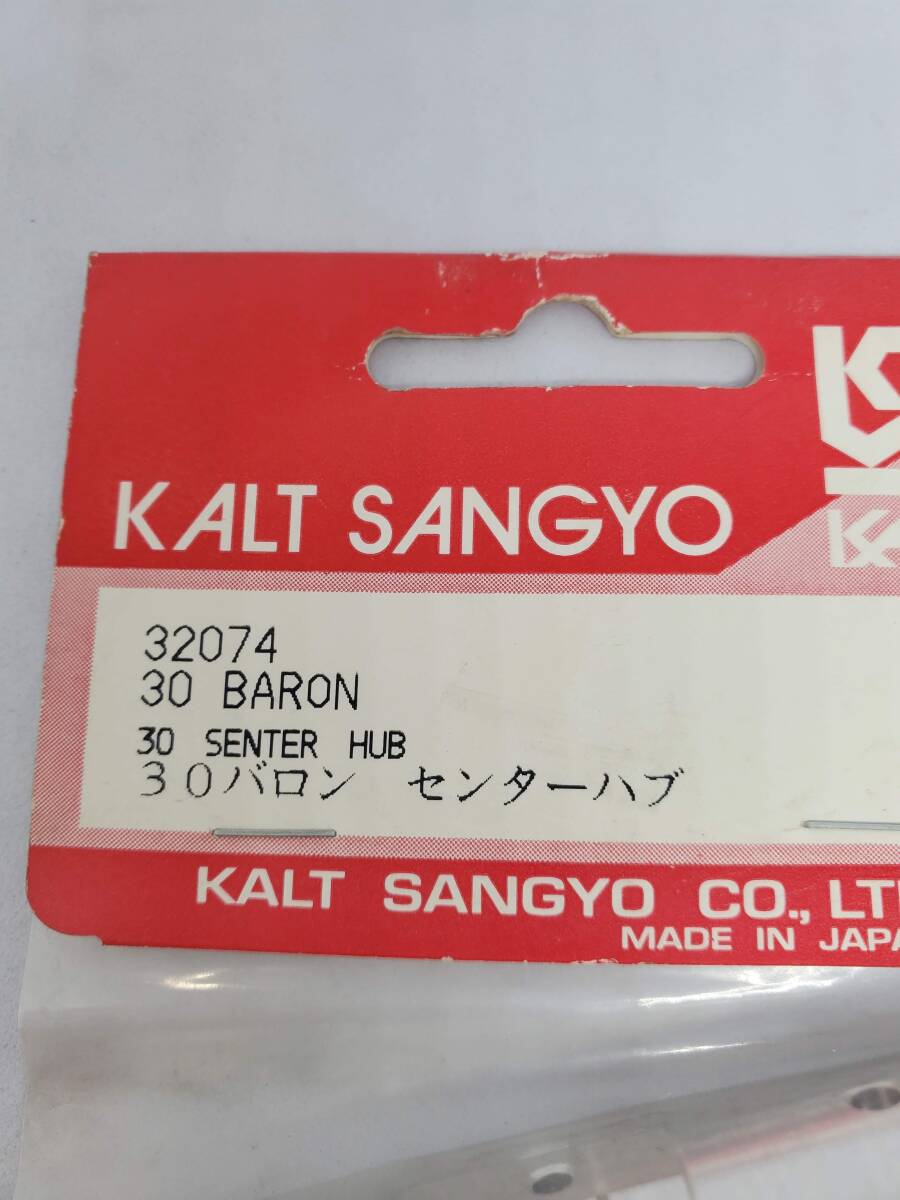 KALT SANGYO
32074
30 BARON
30 SENTER HUB
30バロン センターハブ
KALT SANGYO CO., LT
MADE IN JAPA